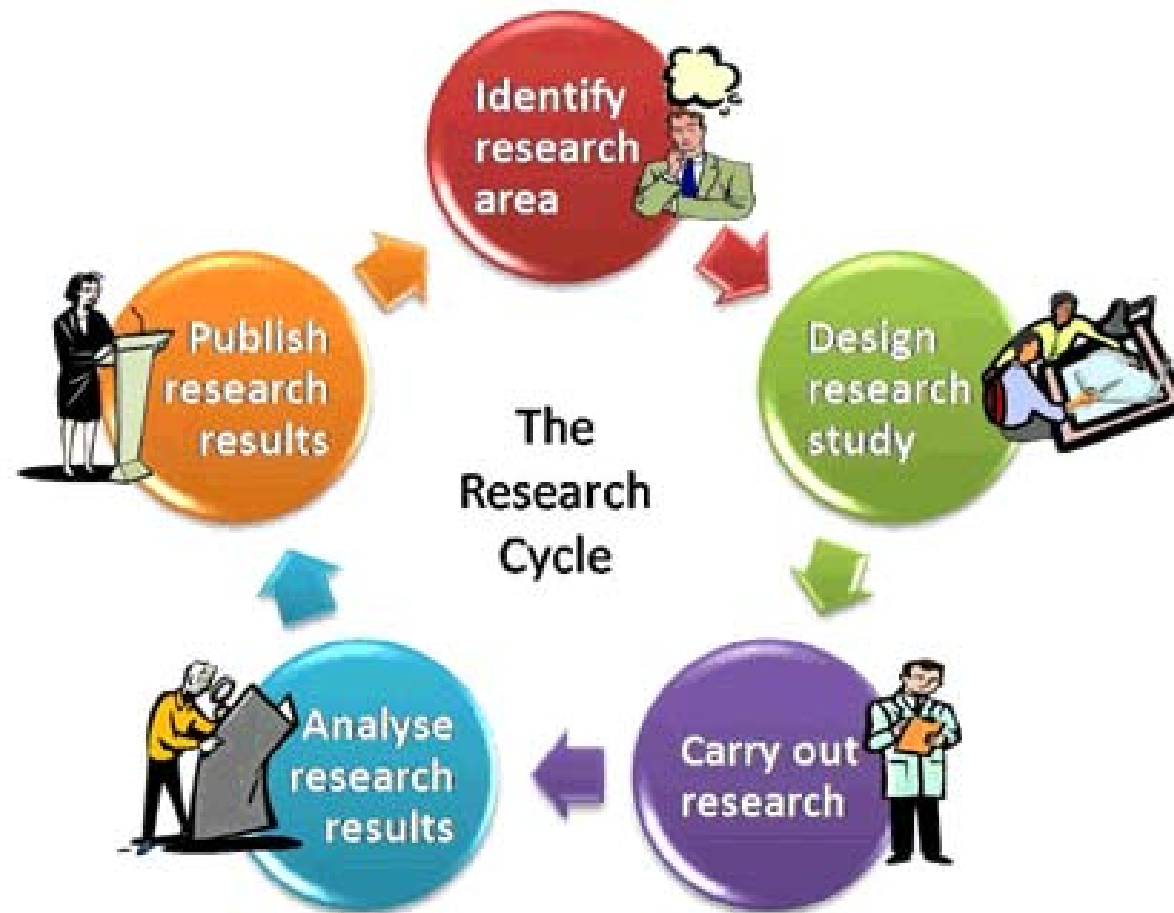 Identify
research
area
Design
research
study
Carry out
research
Analyse
research
results
Publish
research
results
The
Research
Cycle